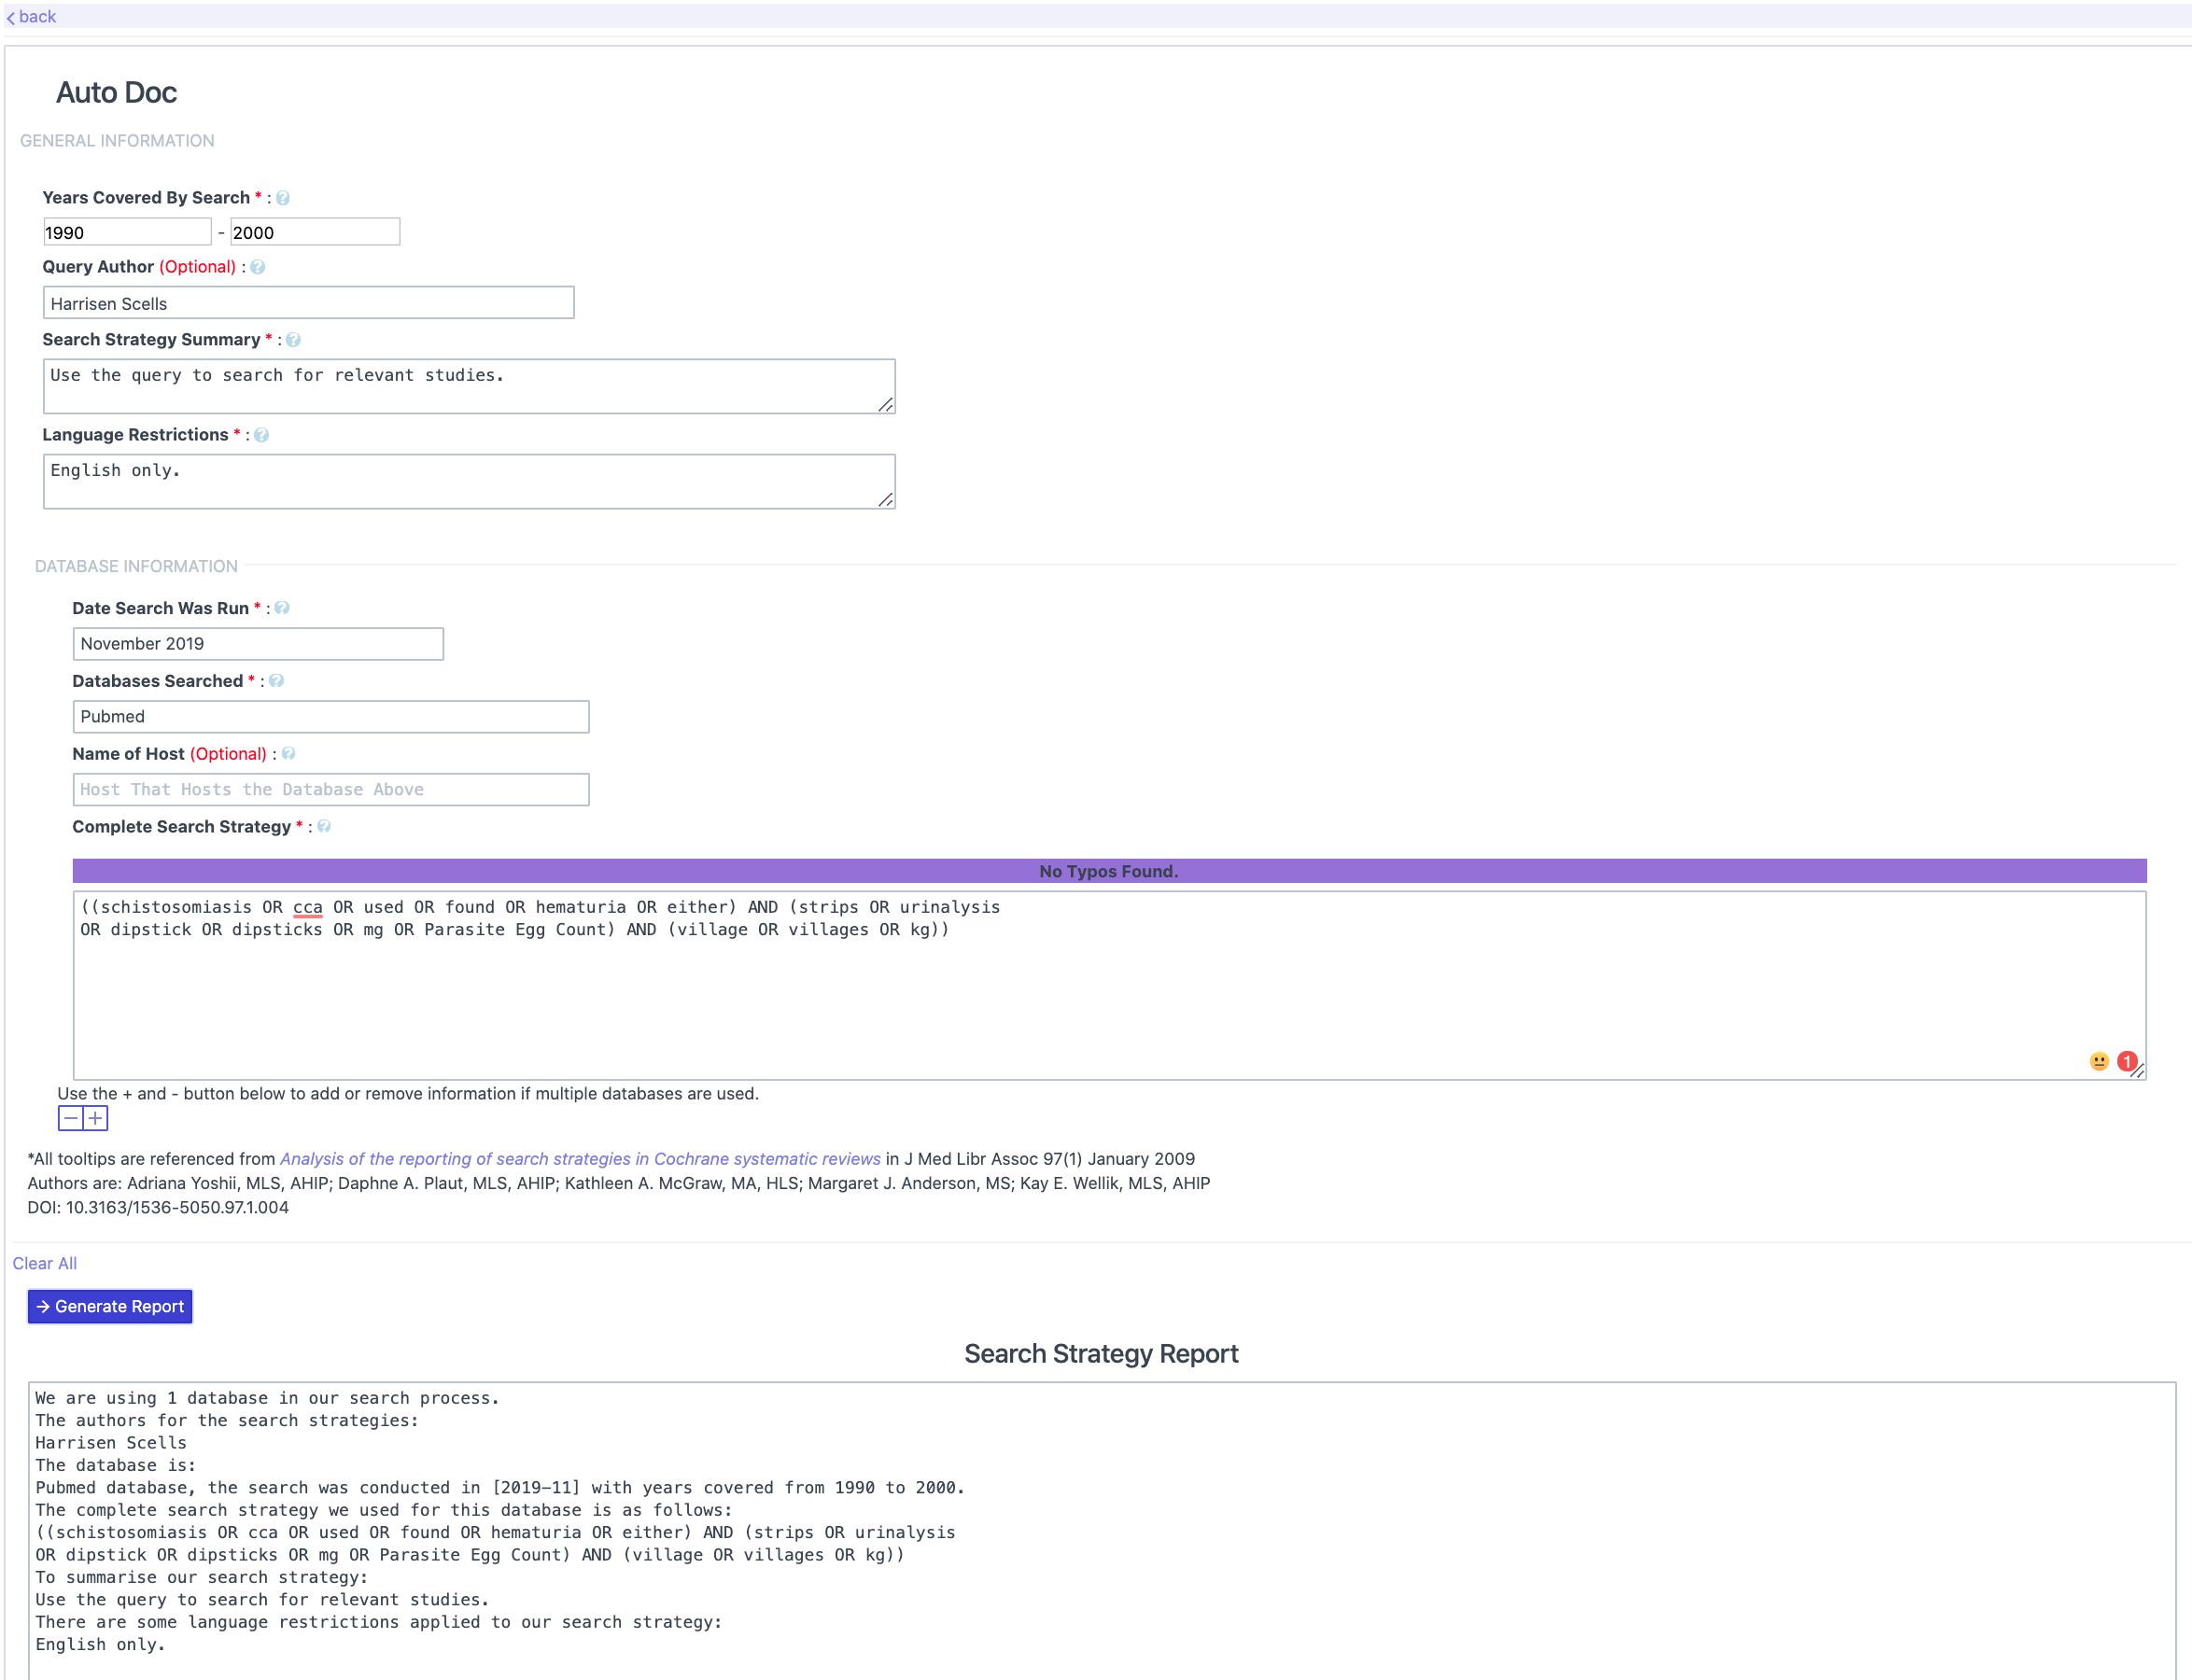 back
Auto Doc
GENERAL INFORMATION
Years Covered By Search * : ?
1990 - 2000
Query Author (Optional) : ?
Harrisen Scells
Search Strategy Summary * : ?
Use the query to search for relevant studies.
Language Restrictions * : ?
English only.
DATABASE INFORMATION
Date Search Was Run * : ?
November 2019
Databases Searched * : ?
Pubmed
Name of Host (Optional) : ?
Host That Hosts the Database Above
Complete Search Strategy * : ?
No Typos Found.
((schistosomiasis OR cca OR used OR found OR hematuria OR either) AND (strips OR urinalysis
OR dipstick OR dipsticks OR mg OR Parasite Egg Count) AND (village OR villages OR kg))
1
Use the + and - button below to add or remove information if multiple databases are used.
− +
*All tooltips are referenced from Analysis of the reporting of search strategies in Cochrane systematic reviews in J Med Libr Assoc 97(1) January 2009
Authors are: Adriana Yoshii, MLS, AHIP; Daphne A. Plaut, MLS, AHIP; Kathleen A. McGraw, MA, HLS; Margaret J. Anderson, MS; Kay E. Wellik, MLS, AHIP
DOI: 10.3163/1536-5050.97.1.004
Clear All
→ Generate Report
Search Strategy Report
We are using 1 database in our search process.
The authors for the search strategies:
Harrisen Scells
The database is:
Pubmed database, the search was conducted in [2019-11] with years covered from 1990 to 2000.
The complete search strategy we used for this database is as follows:
((schistosomiasis OR cca OR used OR found OR hematuria OR either) AND (strips OR urinalysis
OR dipstick OR dipsticks OR mg OR Parasite Egg Count) AND (village OR villages OR kg))
To summarise our search strategy:
Use the query to search for relevant studies.
There are some language restrictions applied to our search strategy:
English only.